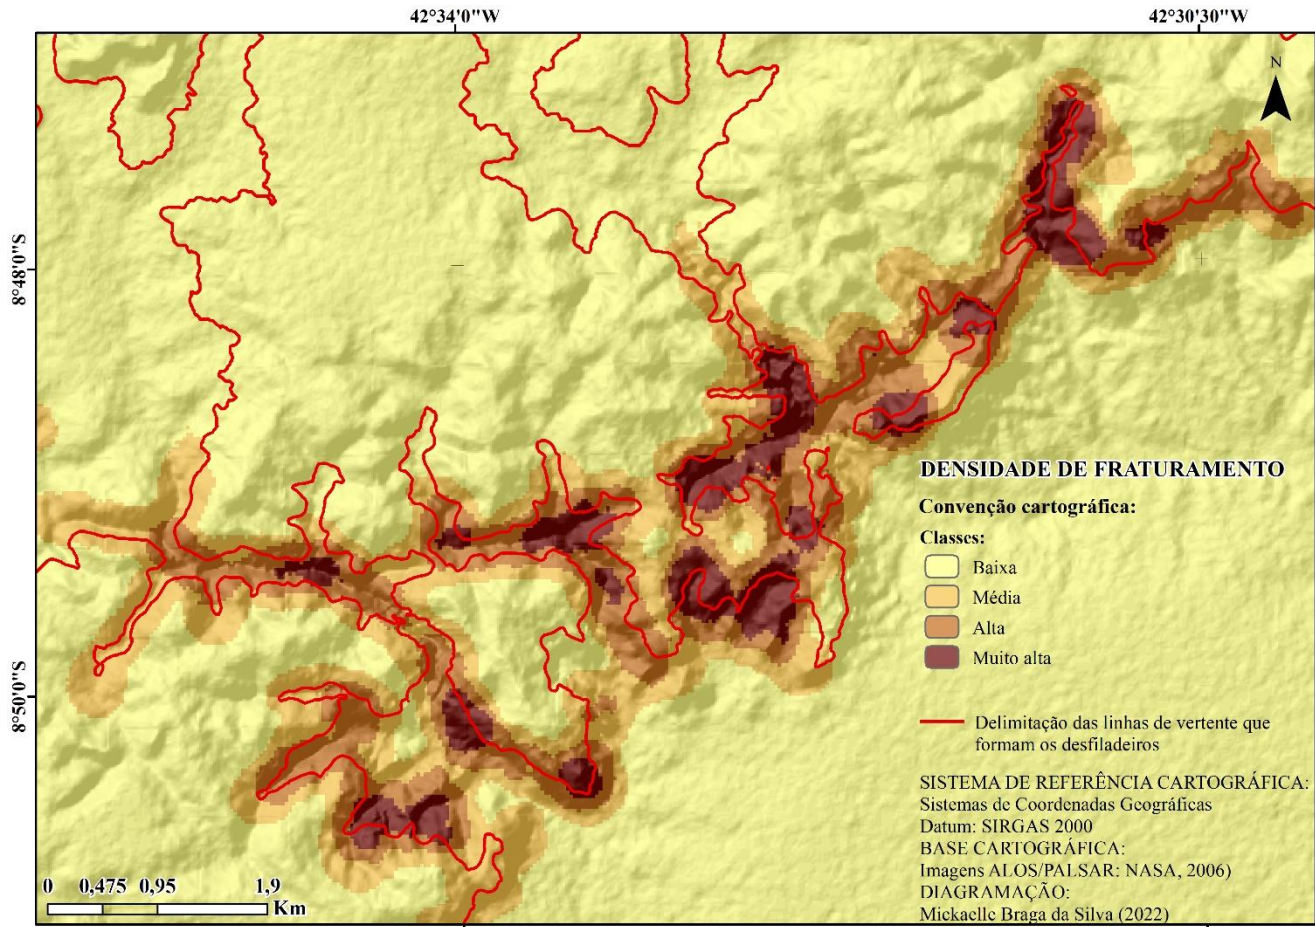 42°34'0"W
42°30'30"W
N
8°48'0"S
8°50'0"S
DENSIDADE DE FRATURAMENTO
Convenção cartográfica:
Classes:
Baixa
Média
Alta
Muito alta
Delimitação das linhas de vertente que
formam os desfiladeiros
SISTEMA DE REFERÊNCIA CARTOGRÁFICA:
Sistemas de Coordenadas Geográficas
Datum: SIRGAS 2000
BASE CARTOGRÁFICA:
Imagens ALOS/PALSAR: NASA, 2006)
DIAGRAMAÇÃO:
Mickaelle Braga da Silva (2022)
0 0,475 0,95 1,9
Km